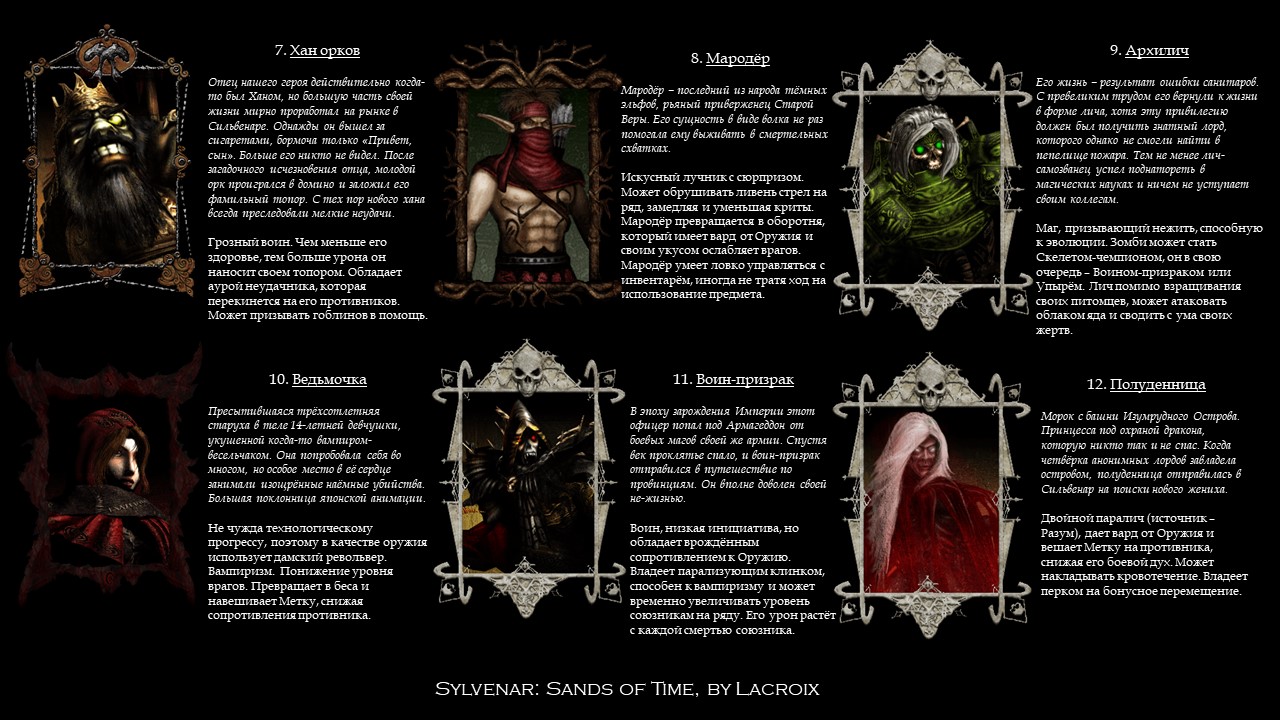 7. Хан орков
Отец нашего героя действительно когда-
то был Ханом, но большую часть своей
жизни мирно проработал на рынке в
Сильвенаре. Однажды он вышел за
сигаретами, бормоча только «Привет,
сын». Больше его никто не видел. После
загадочного исчезновения отца, молодой
орк проигрался в домино и заложил его
фамильный топор. С тех пор нового хана
всегда преследовали мелкие неудачи.
Грозный воин. Чем меньше его
здоровье, тем больше урона он
наносит своем топором. Обладает
аурой неудачника, которая
перекинется на его противников.
Может призывать гоблинов в помощь.
8. Мародёр
Мародёр – последний из народа тёмных
эльфов, рьяный приверженец Старой
Веры. Его сущность в виде волка не раз
помогала ему выживать в смертельных
схватках.
Искусный лучник с сюрпризом.
Может обрушивать ливень стрел на
ряд, замедляя и уменьшая криты.
Мародёр превращается в оборотня,
который имеет вард от Оружия и
своим укусом ослабляет врагов.
Мародёр умеет ловко управляться с
инвентарём, иногда не тратя ход на
использование предмета.
9. Архилич
Его жизнь – результат ошибки санитаров.
С превеликим трудом его вернули к жизни
в форме лича, хотя эту привилегию
должен был получить знатный лорд,
которого однако не смогли найти в
пепелище пожара. Тем не менее лич-
самозванец успел поднатореть в
магических науках и ничем не уступает
своим коллегам.
Маг, призывающий нежить, способную
к эволюции. Зомби может стать
Скелетом-чемпионом, он в свою
очередь – Воином-призраком или
Упырём. Лич помимо взращивания
своих питомцев, может атаковать
облаком яда и сводить с ума своих
жертв.
10. Ведьмочка
Пресытившаяся трёхсотлетняя
старуха в теле 14-летней девчушки,
укушенной когда-то вампиром-
весельчаком. Она попробовала себя во
многом, но особое место в её сердце
занимали изощрённые наёмные убийства.
Большая поклонница японской анимации.
Не чужда технологическому
прогрессу, поэтому в качестве оружия
использует дамский револьвер.
Вампиризм. Понижение уровня
врагов. Превращает в беса и
навешивает Метку, снижая
сопротивления противника.
11. Воин-призрак
В эпоху зарождения Империи этот
офицер попал под Армагеддон от
боевых магов своей же армии. Спустя
век проклятье спало, и воин-призрак
отправился в путешествие по
провинциям. Он вполне доволен своей
не-жизнью.
Воин, низкая инициатива, но
обладает врождённым
сопротивлением к Оружию.
Владеет парализующим клинком,
способен к вампиризму и может
временно увеличивать уровень
союзникам на ряду. Его урон растёт
с каждой смертью союзника.
12. Полуденница
Морок с башни Изумрудного Острова.
Принцесса под охраной дракона,
которую никто так и не спас. Когда
четвёрка анонимных лордов завладела
островом, полуденница отправилась в
Сильвенар на поиски нового жениха.
Двойной паралич (источник –
Разум), дает вард от Оружия и
вешает Метку на противника,
снижая его боевой дух. Может
накладывать кровотечение. Владеет
перком на бонусное перемещение.
Sylvenar: Sands of Time, by Lacroix